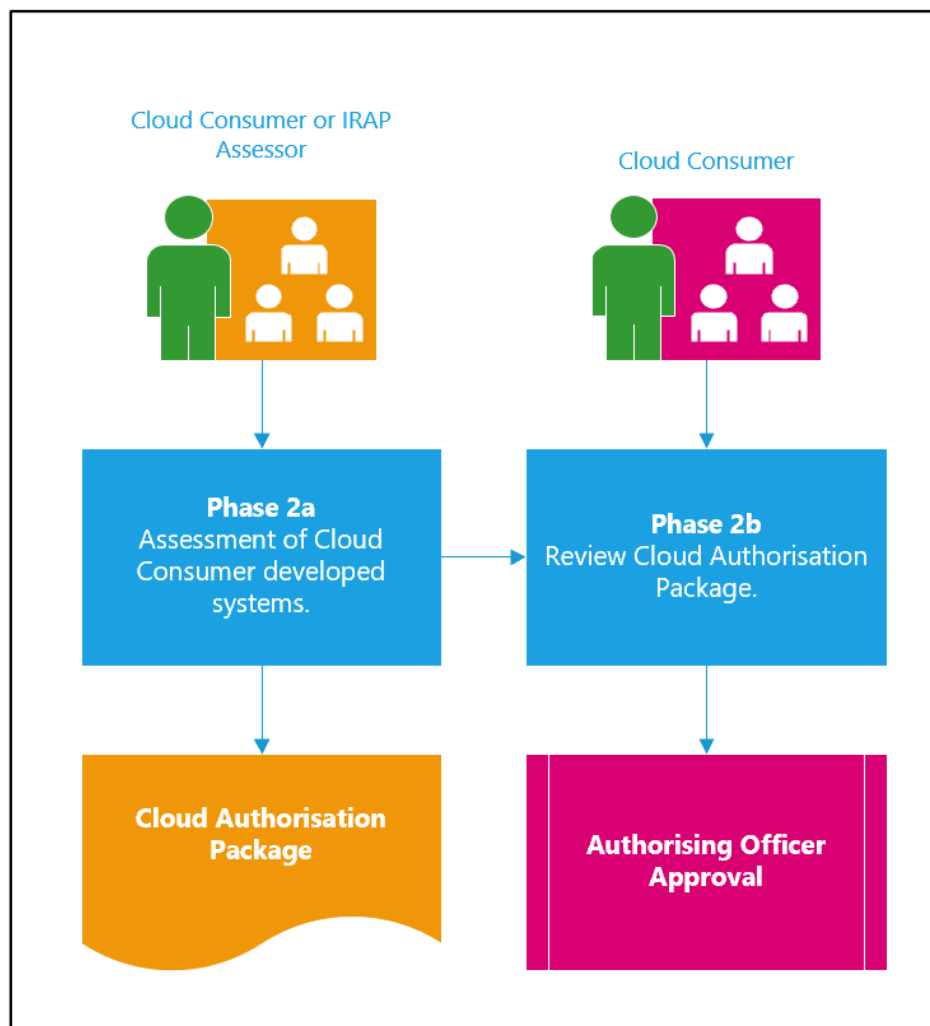 Cloud Consumer or IRAP
Assessor
Cloud Consumer
Phase 2a
Assessment of Cloud
Consumer developed
systems.
Phase 2b
Review Cloud Authorisation
Package.
Cloud Authorisation
Package
Authorising Officer
Approval